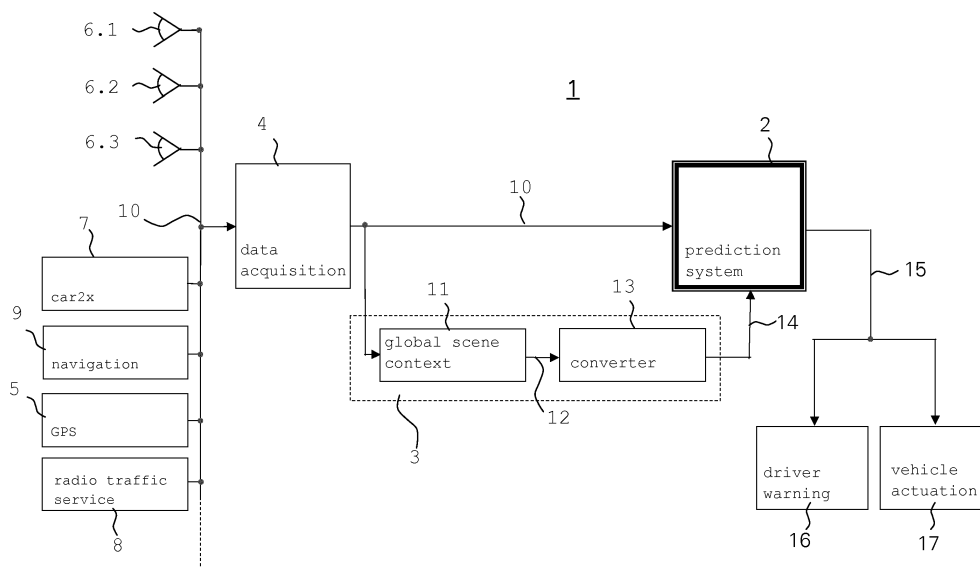 6.1
6.2
6.3
1
4
2
10
10
data
acquisition
prediction
system
7
car2x
15
11
13
14
9
navigation
global scene
context
converter
12
5
GPS
3
radio traffic
service
8
driver
warning
vehicle
actuation
16
17